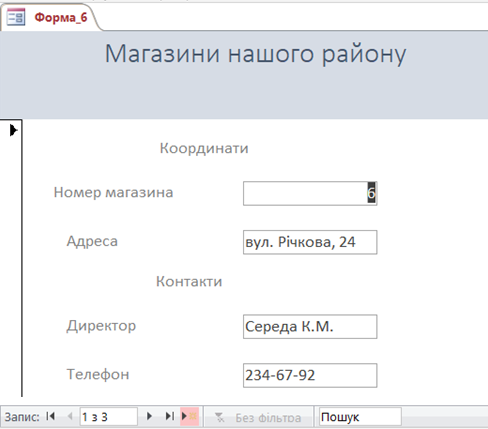 Форма_6
Магазини нашого району
Координати
Номер магазина 6
Адреса вул. Річкова, 24
Контакти
Директор Середа К.М.
Телефон 234-67-92
Запис: 1 з 3 Без фільтра Пошук